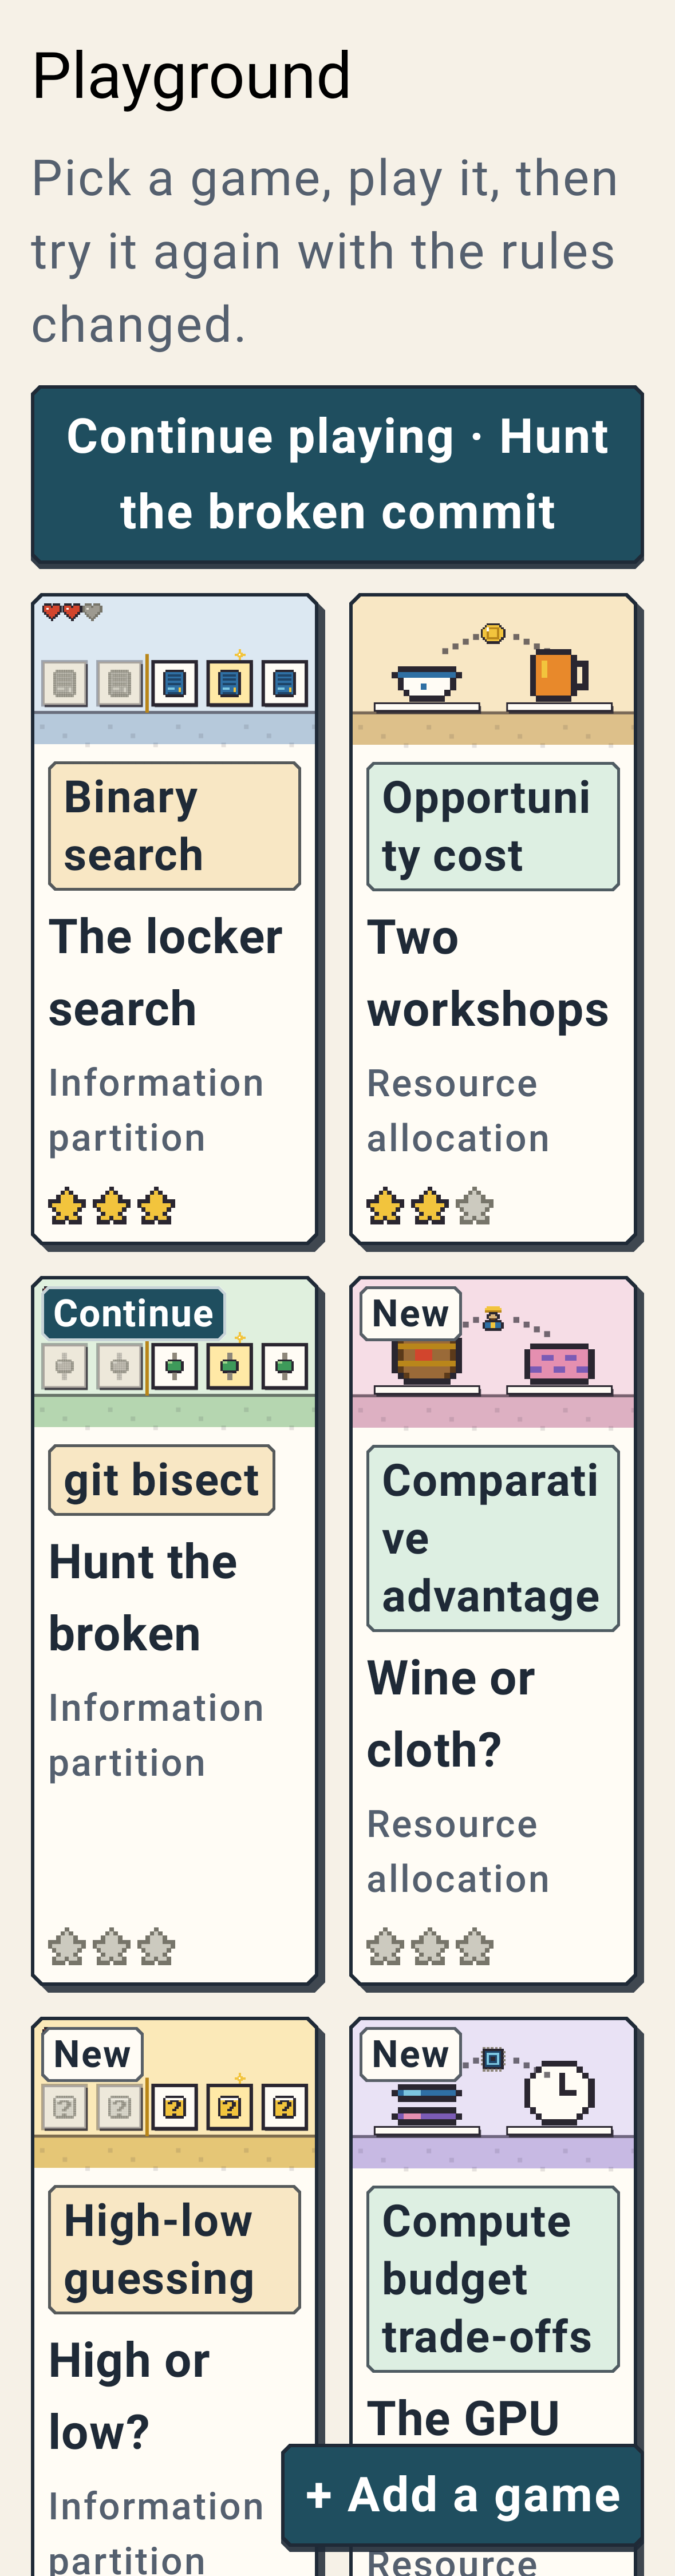 Playground
Pick a game, play it, then
try it again with the rules
changed.
Continue playing · Hunt
the broken commit
Binary
search
The locker
search
Information
partition
Opportuni
ty cost
Two
workshops
Resource
allocation
Continue
git bisect
Hunt the
broken
Information
partition
New
Comparati
ve
advantage
Wine or
cloth?
Resource
allocation
New
? ? ? ? ?
High-low
guessing
High or
low?
Information
partition
New
Compute
budget
trade-offs
The GPU
+ Add a game
Resource